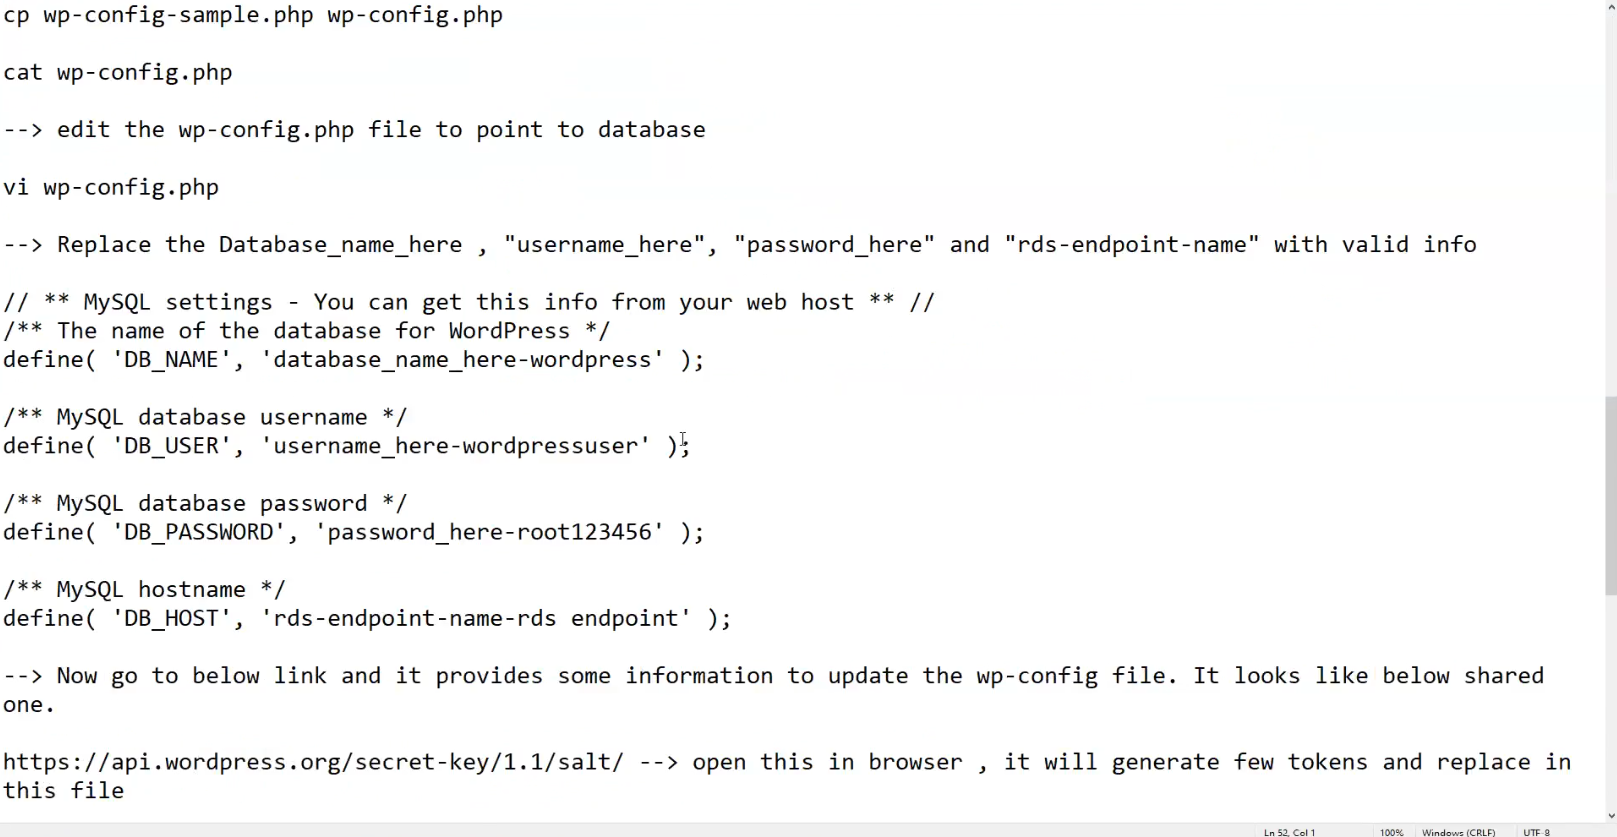 cp wp-config-sample.php wp-config.php
cat wp-config.php
--> edit the wp-config.php file to point to database
vi wp-config.php
--> Replace the Database_name_here , "username_here", "password_here" and "rds-endpoint-name" with valid info
// ** MySQL settings - You can get this info from your web host ** //
/** The name of the database for WordPress */
define( 'DB_NAME', 'database_name_here-wordpress' );
/** MySQL database username */
define( 'DB_USER', 'username_here-wordpressuser' );
/** MySQL database password */
define( 'DB_PASSWORD', 'password_here-root123456' );
/** MySQL hostname */
define( 'DB_HOST', 'rds-endpoint-name-rds endpoint' );
--> Now go to below link and it provides some information to update the wp-config file. It looks like below shared
one.
https://api.wordpress.org/secret-key/1.1/salt/ --> open this in browser , it will generate few tokens and replace in
this file
Ln 52, Col 1 100% Windows (CRLF) UTF-8